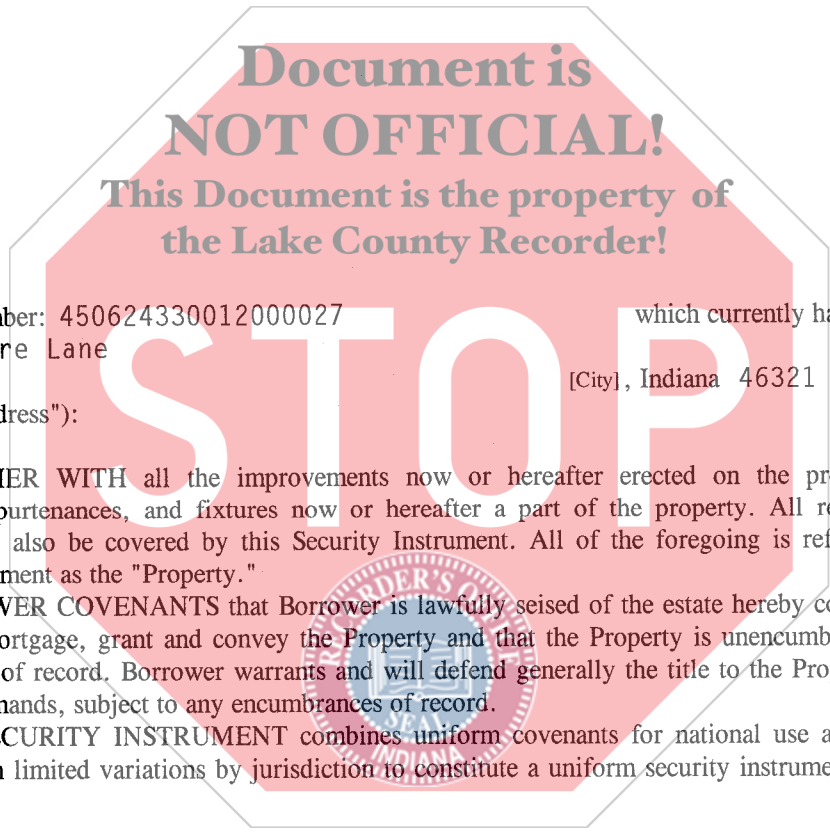 Document is
NOT OFFICIAL!
This Document is the property of
the Lake County Recorder!
STOP
ber: 450624330012000027 which currently ha
re Lane
[City], Indiana 46321
dress"):
ER WITH all the improvements now or hereafter erected on the pr
purtenances, and fixtures now or hereafter a part of the property. All re
also be covered by this Security Instrument. All of the foregoing is ref
ment as the "Property."
WER COVENANTS that Borrower is lawfully seised of the estate hereby co
ortgage, grant and convey the Property and that the Property is unencumb
of record. Borrower warrants and will defend generally the title to the Pro
mands, subject to any encumbrances of record.
CURITY INSTRUMENT combines uniform covenants for national use a
limited variations by jurisdiction to constitute a uniform security instrume
RECORDER'S OFFICE
SEAL
INDIANA